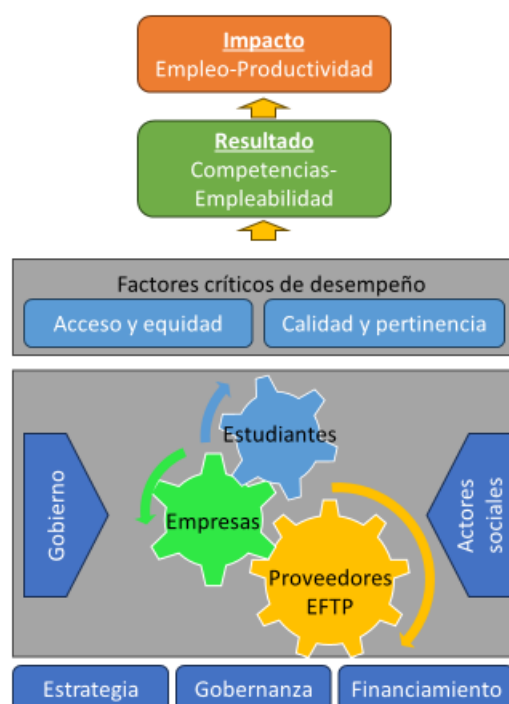 Impacto
Empleo-Productividad
Resultado
Competencias-
Empleabilidad
Factores críticos de desempeño
Acceso y equidad
Calidad y pertinencia
Estudiantes
Gobierno
Empresas
Actores
sociales
Proveedores
EFTP
Estrategia
Gobernanza
Financiamiento